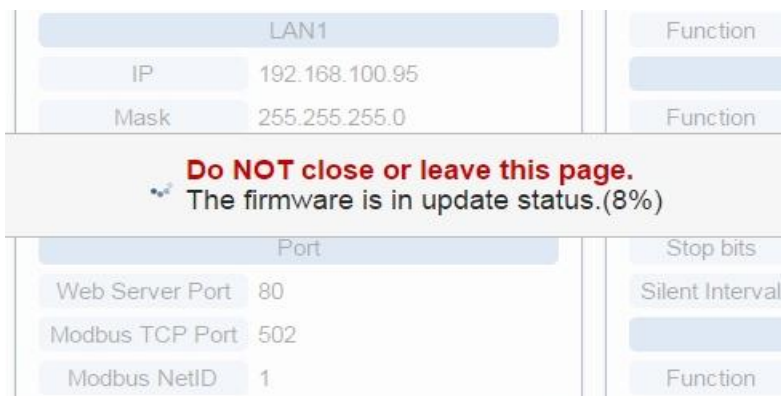 LAN1
Function
IP 192.168.100.95
Mask 255.255.255.0
Function
Do NOT close or leave this page.
The firmware is in update status.(8%)
Port
Stop bits
Web Server Port 80
Silent Interval
Modbus TCP Port 502
Modbus NetID 1
Function